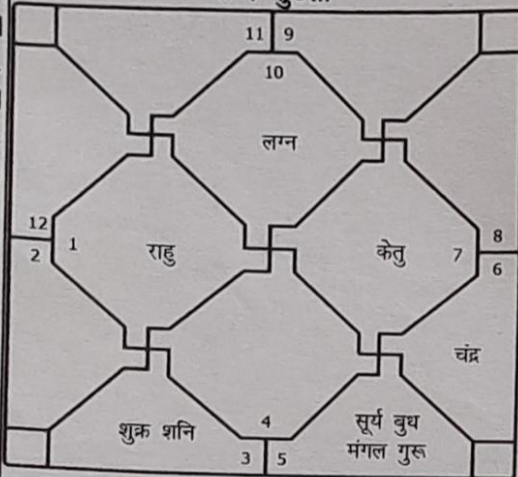 11 9
10
लग्न
12
1 राहु केतु 7 8
2 6
चंद्र
शुक्र शनि 4 सूर्य बुध
3 5 मंगल गुरू